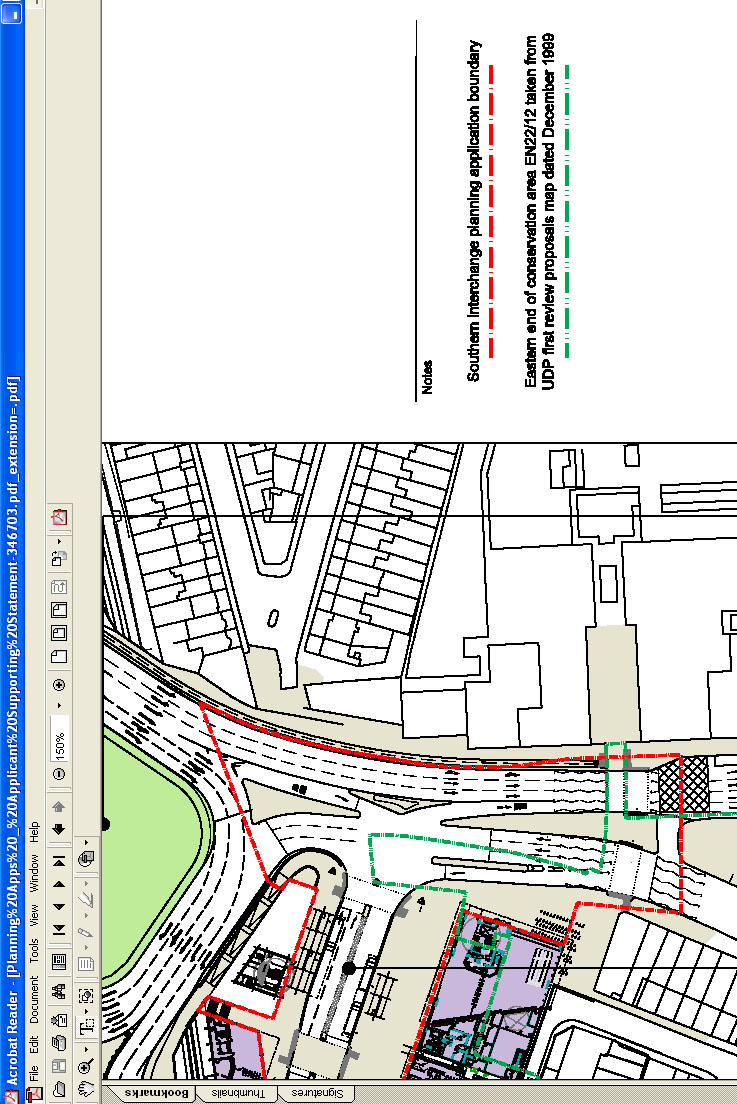 Acrobat Reader - [Planning%20Apps%20_%20Applicant%20Supporting%20Statement-346703.pdf_extension=.pdf]
File Edit Document Tools View Window Help
150%
Bookmarks
Thumbnails
Signatures
Notes
Southern Interchange planning application boundary
Eastern end of conservation area EN22/12 taken from
UDP first review proposals map dated December 1999